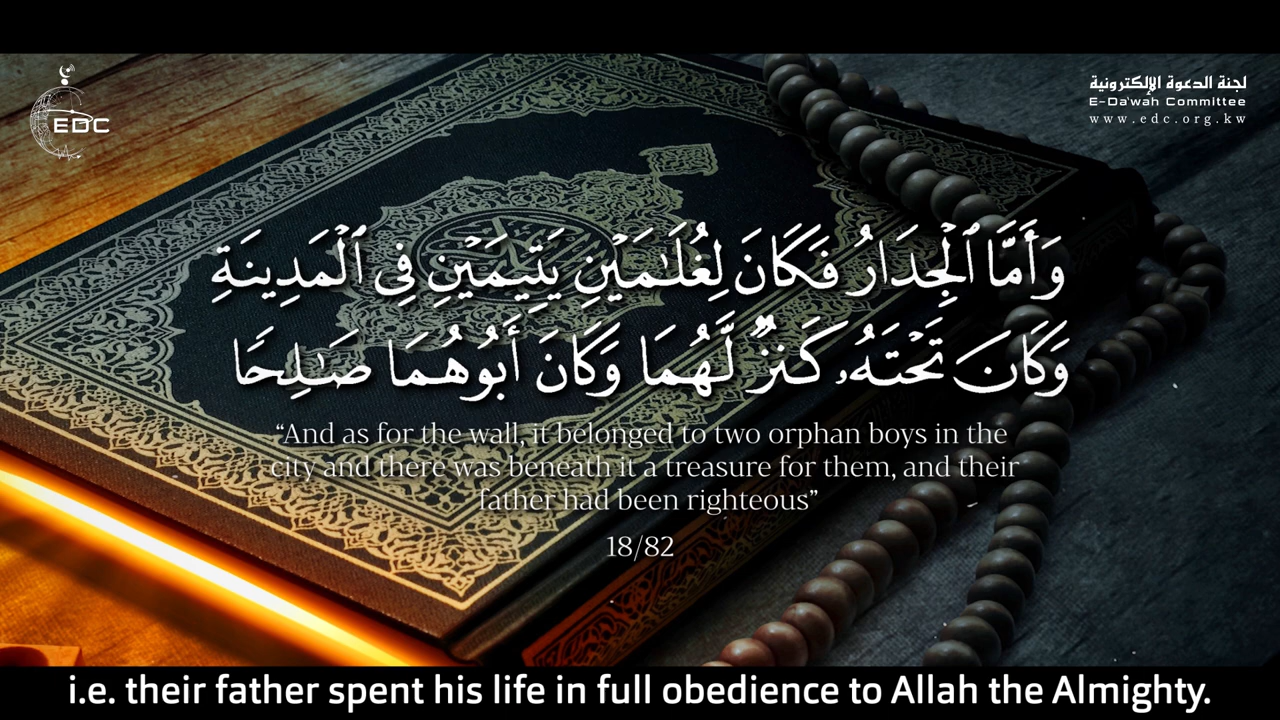 EDC
لجنة الدعوة الإلكترونية
E-Da'wah Committee
www.edc.org.kw
وَأَمَّا ٱلْجِدَارُ فَكَانَ لِغُلَـٰمَيْنِ يَتِيمَيْنِ فِى ٱلْمَدِينَةِ
وَكَانَ تَحْتَهُۥ كَنزٌ لَّهُمَا وَكَانَ أَبُوهُمَا صَـٰلِحًا
“And as for the wall, it belonged to two orphan boys in the
city and there was beneath it a treasure for them, and their
father had been righteous”
18/82
i.e. their father spent his life in full obedience to Allah the Almighty.